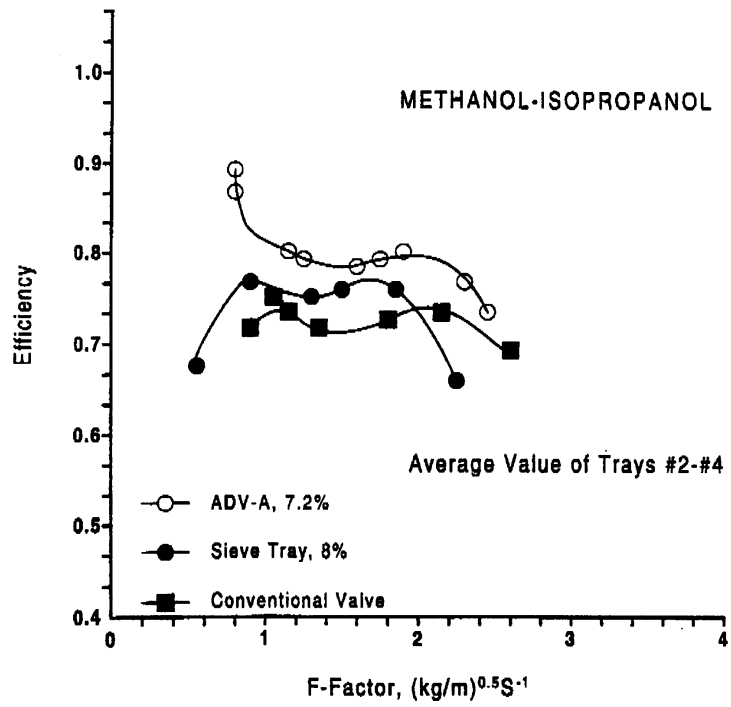 METHANOL-ISOPROPANOL
1.0
0.9
0.8
0.7
0.6
0.5
0.4
Efficiency
Average Value of Trays #2-#4
ADV-A, 7.2%
Sieve Tray, 8%
Conventional Valve
0 1 2 3 4
F-Factor, (kg/m)^0.5 S^-1